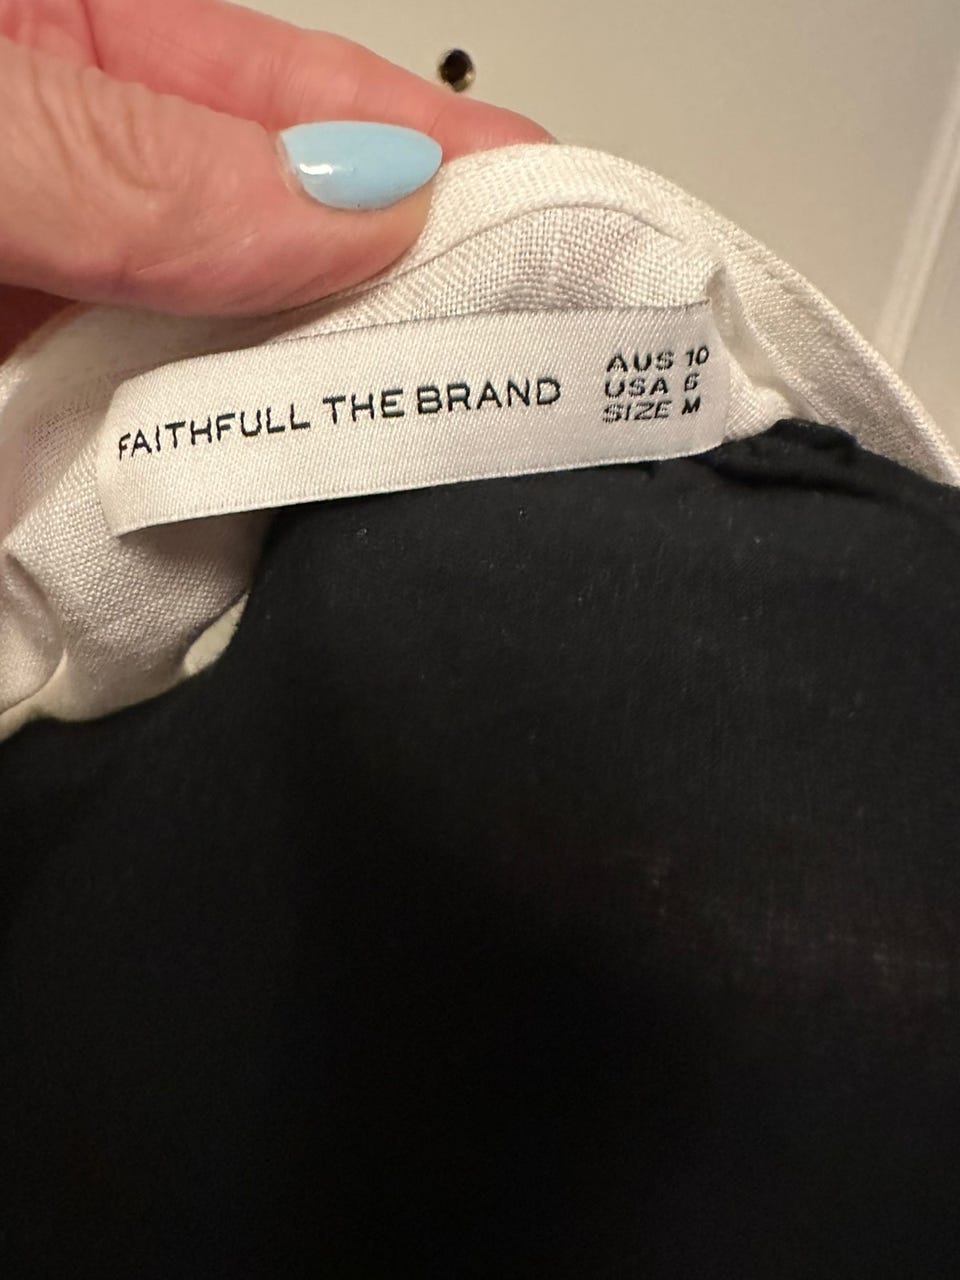 FAITHFULL THE BRAND
AUS 10
USA 6
SIZE M